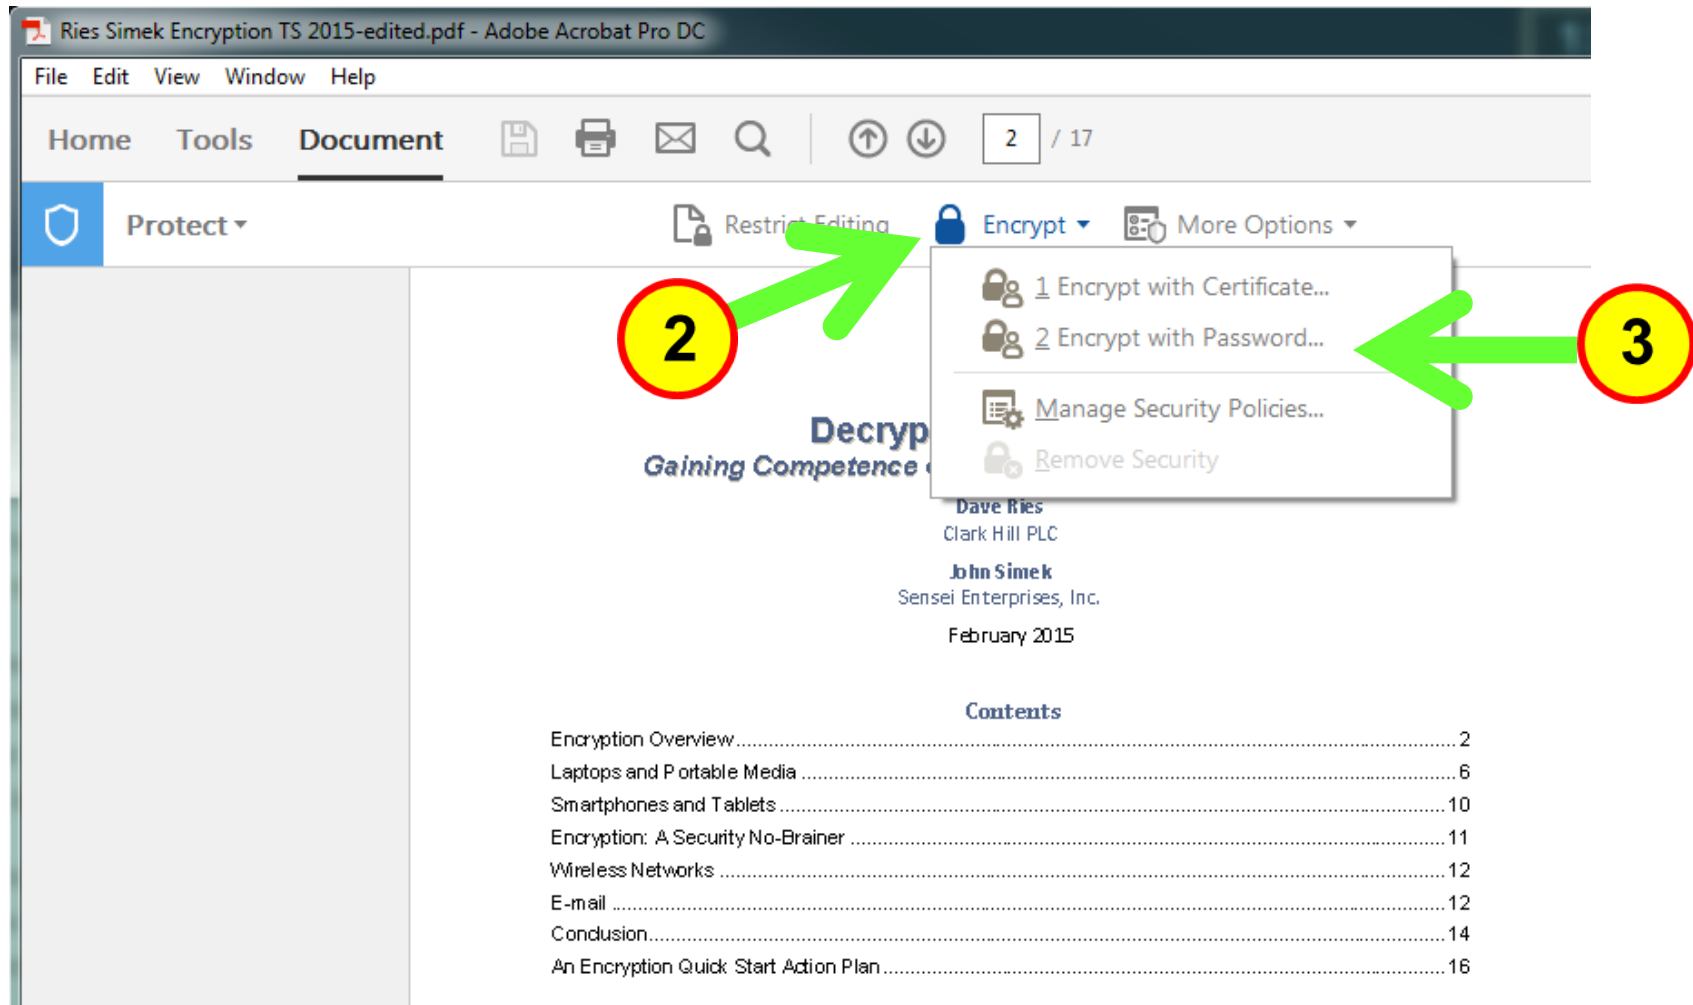 Ries Simek Encryption TS 2015-edited.pdf - Adobe Acrobat Pro DC
File Edit View Window Help
Home Tools Document 2 / 17
Protect Restrict Editing Encrypt More Options
1 Encrypt with Certificate...
2 Encrypt with Password...
Manage Security Policies...
Remove Security
2
3
Decryp
Gaining Competence
Dave Ries
Clark Hill PLC
John Simek
Sensei Enterprises, Inc.
February 2015
Contents
Encryption Overview 2
Laptops and Portable Media 6
Smartphones and Tablets 10
Encryption: A Security No-Brainer 11
Wireless Networks 12
E-mail 12
Conclusion 14
An Encryption Quick Start Action Plan 16